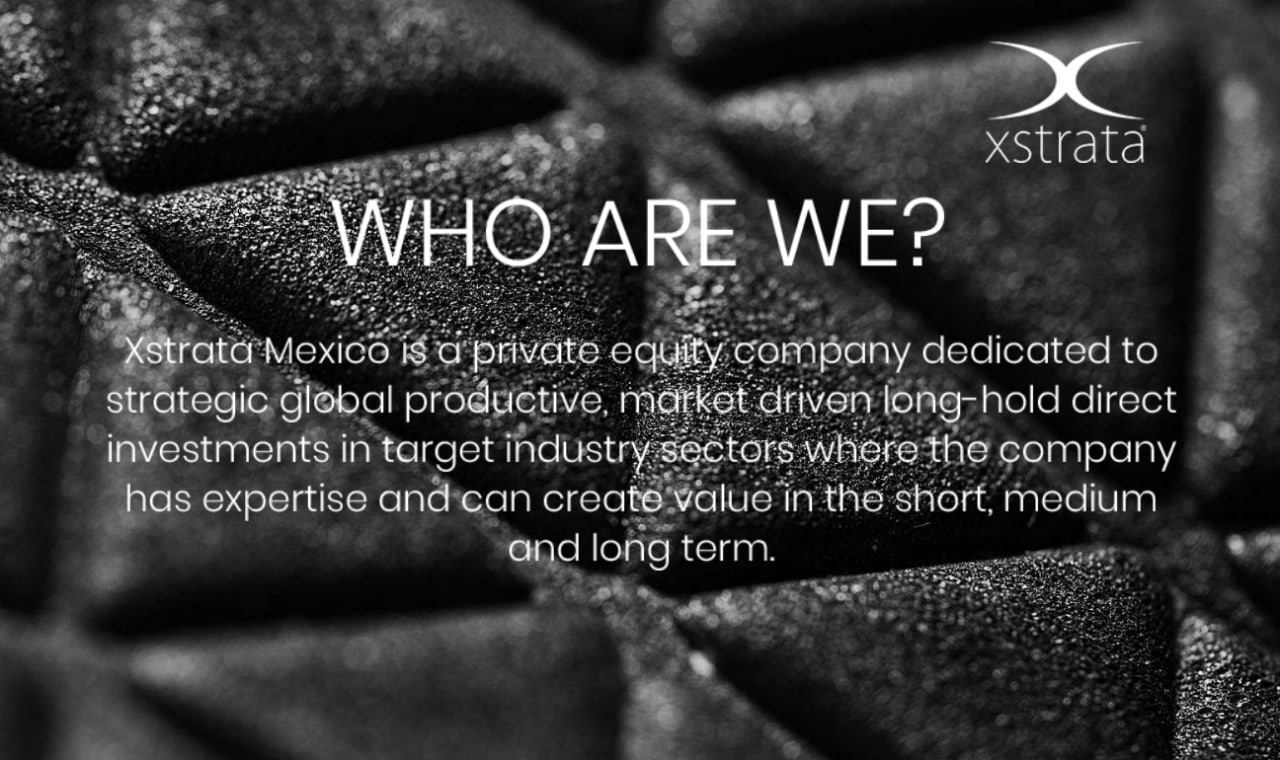 xstrata®
WHO ARE WE?
Xstrata Mexico is a private equity company dedicated to
strategic global productive, market driven long-hold direct
investments in target industry sectors where the company
has expertise and can create value in the short, medium
and long term.